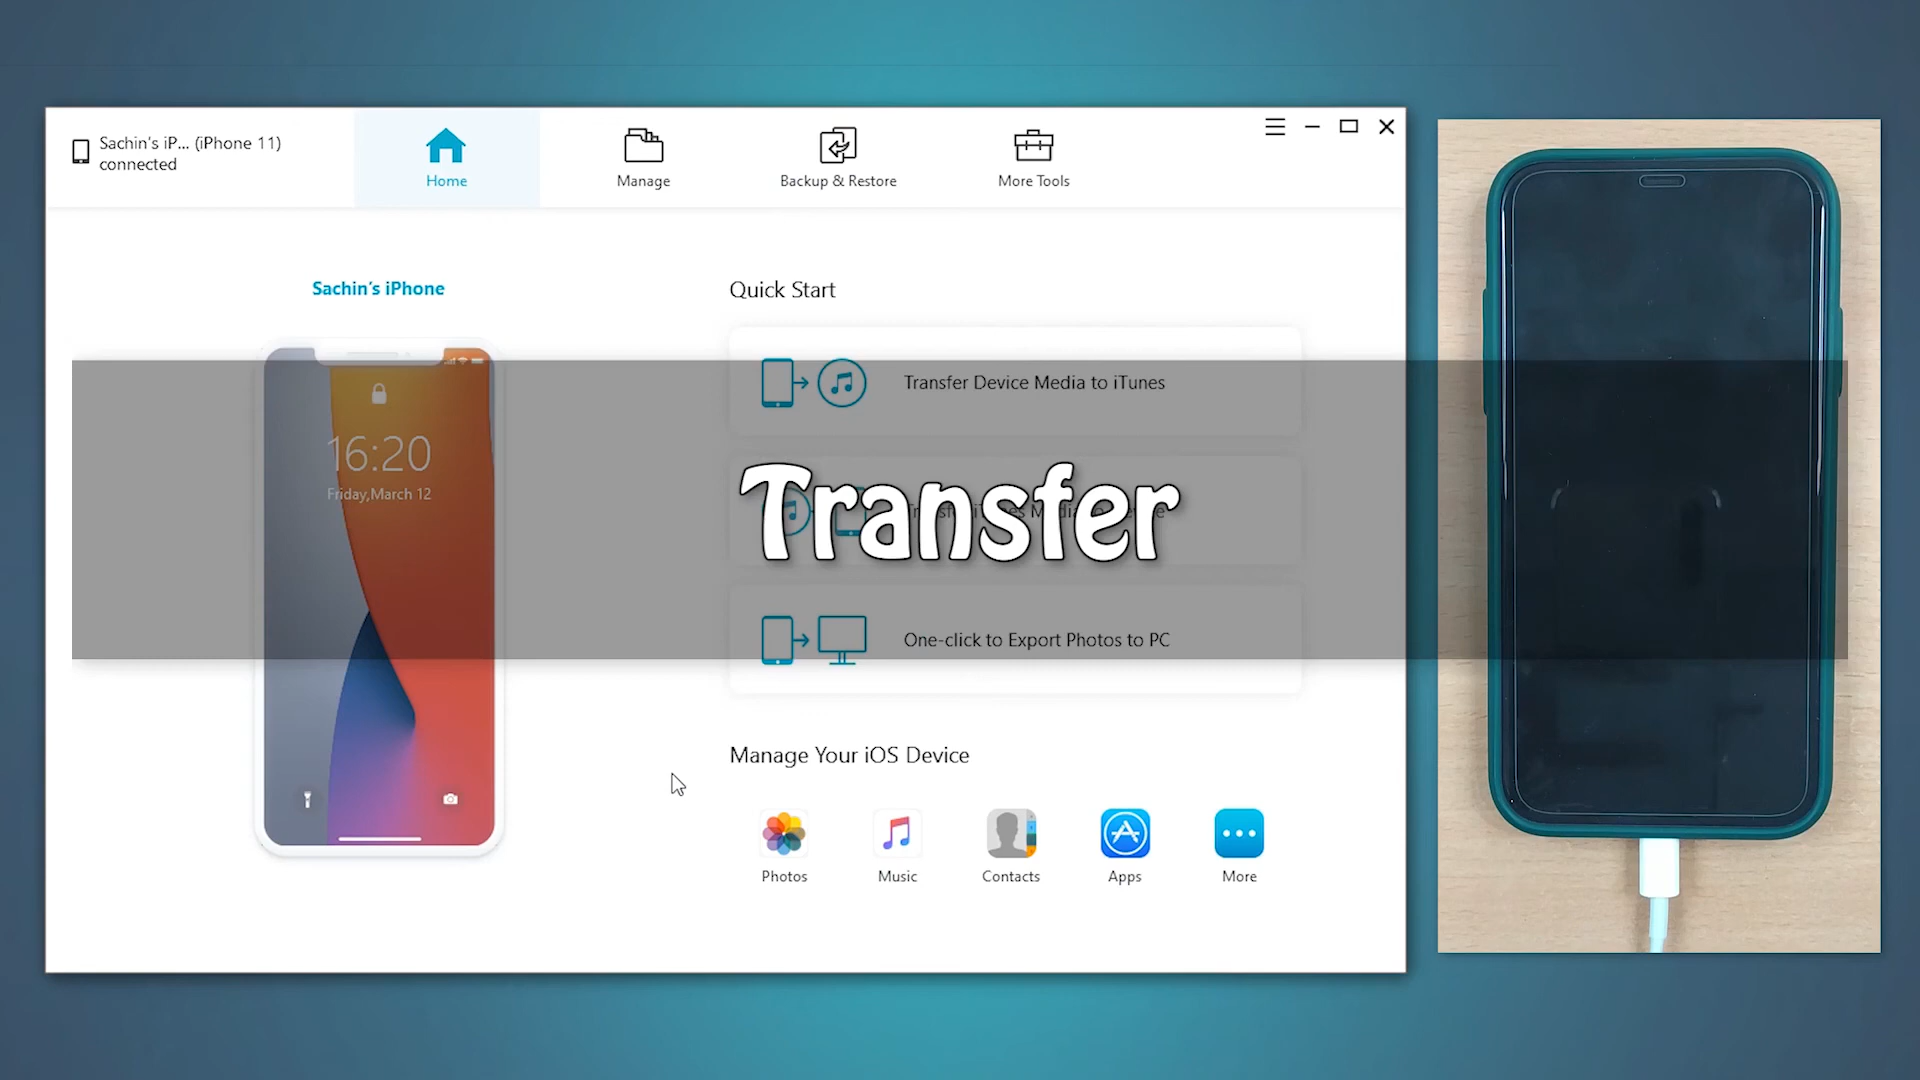 Sachin's iP... (iPhone 11)
connected
Home
Manage
Backup & Restore
More Tools
Sachin's iPhone
16:20
Friday,March 12
Quick Start
Transfer Device Media to iTunes
Transfer
One-click to Export Photos to PC
Manage Your iOS Device
Photos
Music
Contacts
Apps
More